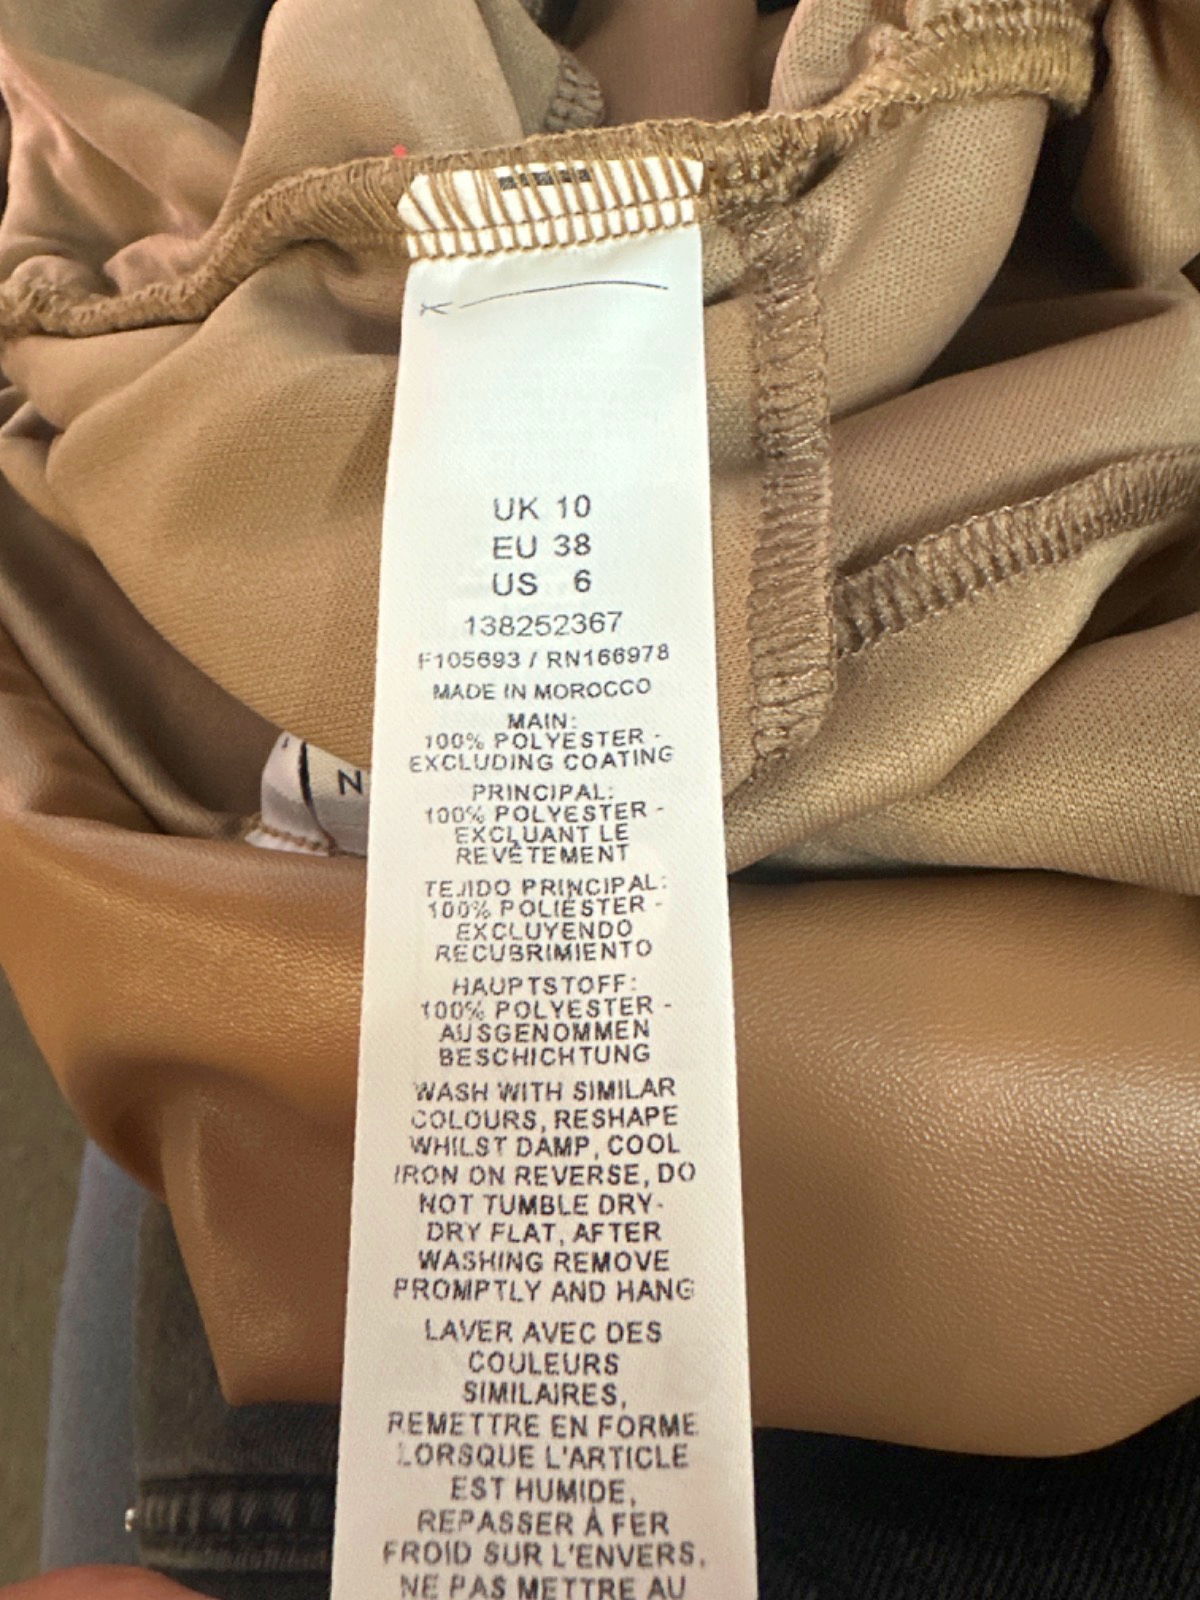 UK 10
EU 38
US 6
138252367
F105693 / RN166978
MADE IN MOROCCO
MAIN:
100% POLYESTER -
EXCLUDING COATING
PRINCIPAL:
100% POLYESTER -
EXCLUANT LE
REVÊTEMENT
TEJIDO PRINCIPAL:
100% POLIÉSTER -
EXCLUYENDO
RECUBRIMIENTO
HAUPTSTOFF:
100% POLYESTER -
AUSGENOMMEN
BESCHICHTUNG
WASH WITH SIMILAR
COLOURS, RESHAPE
WHILST DAMP, COOL
IRON ON REVERSE, DO
NOT TUMBLE DRY-
DRY FLAT, AFTER
WASHING REMOVE
PROMPTLY AND HANG
LAVER AVEC DES
COULEURS
SIMILAIRES,
REMETTRE EN FORME
LORSQUE L'ARTICLE
EST HUMIDE,
REPASSER À FER
FROID SUR L'ENVERS,
NE PAS METTRE AU
N